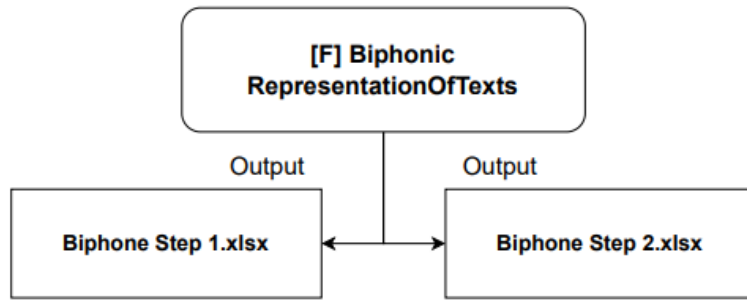 [F] Biphonic
RepresentationOfTexts
Output
Output
Biphone Step 1.xlsx
Biphone Step 2.xlsx